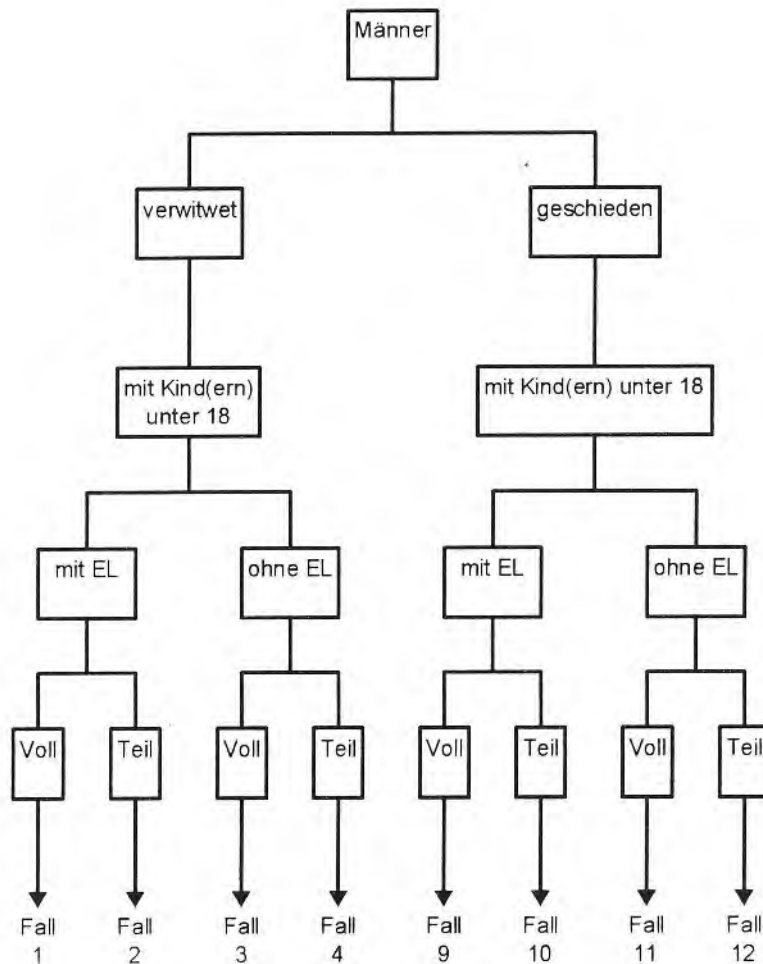 Männer
verwitwet
geschieden
mit Kind(ern)
unter 18
mit Kind(ern) unter 18
mit EL
ohne EL
mit EL
ohne EL
Voll
Teil
Voll
Teil
Voll
Teil
Voll
Teil
Fall
1
Fall
2
Fall
3
Fall
4
Fall
9
Fall
10
Fall
11
Fall
12